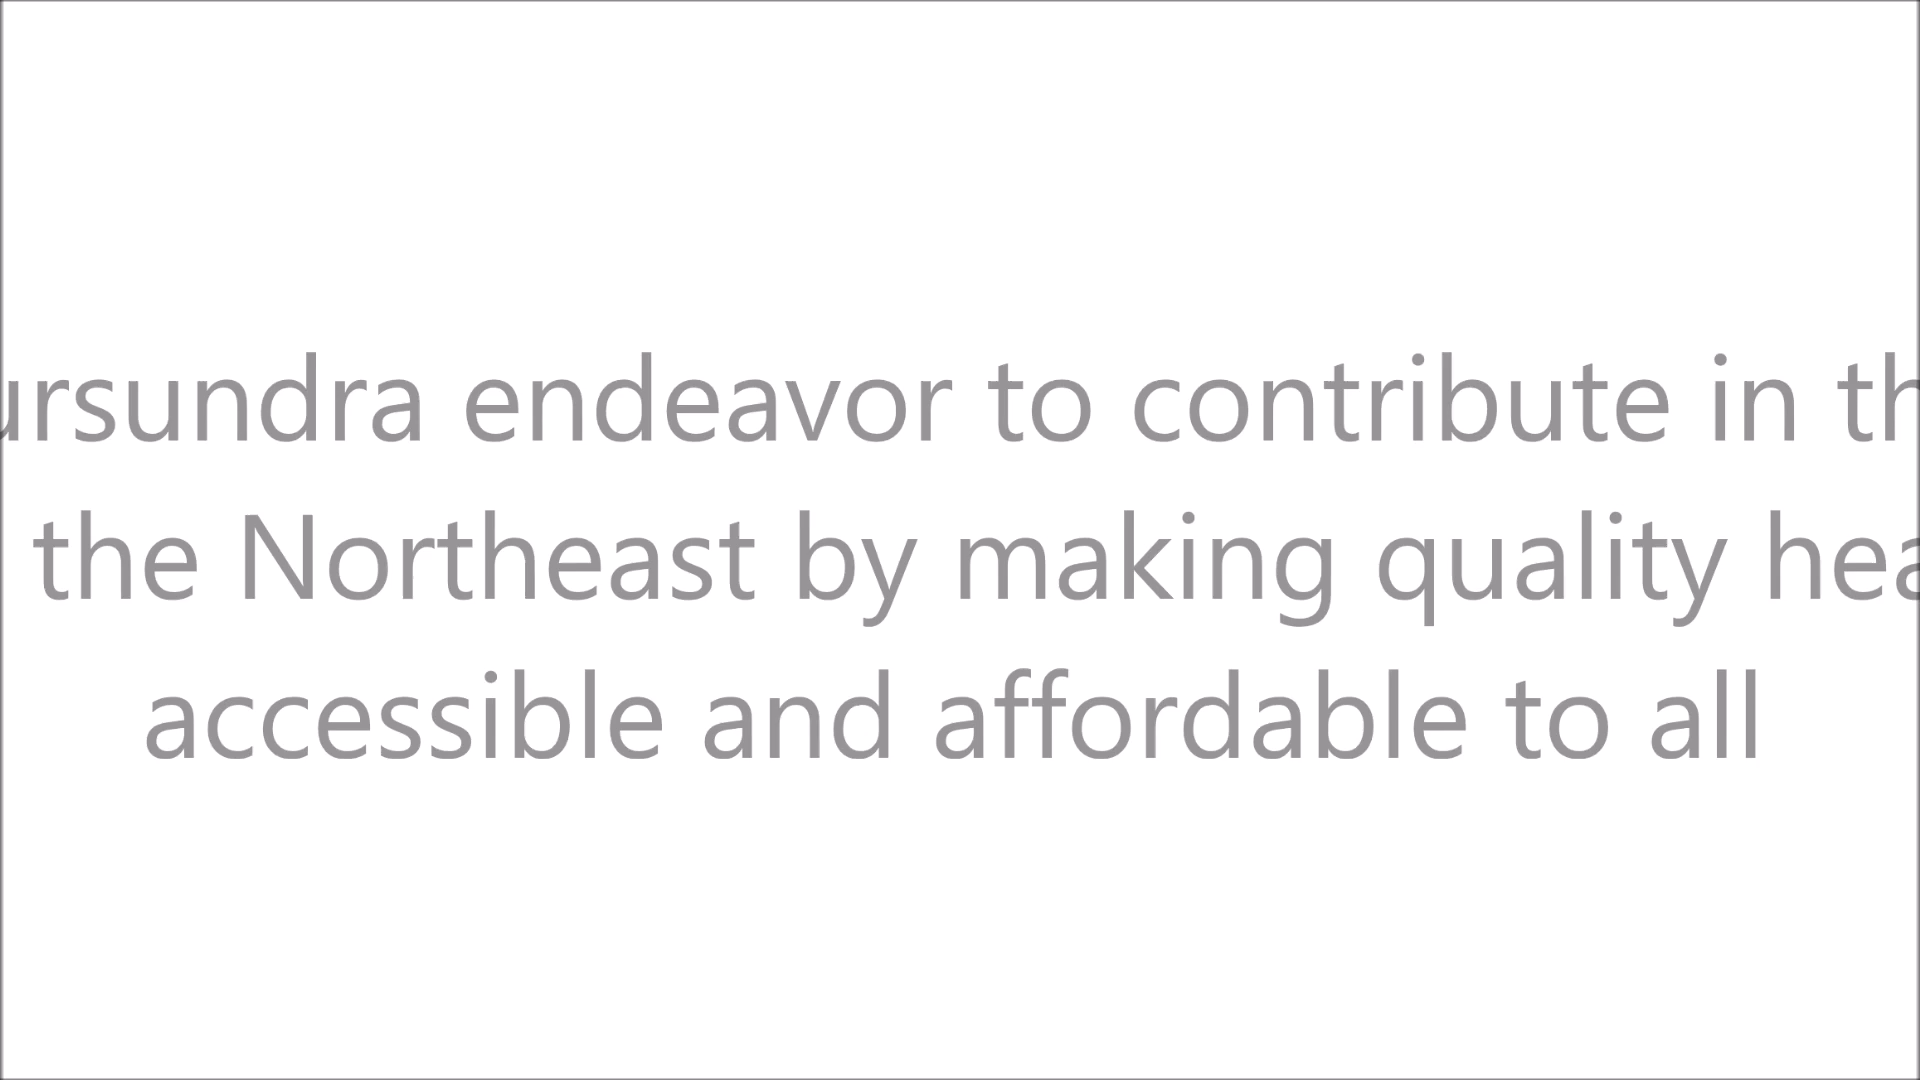 ursundra endeavor to contribute in th
the Northeast by making quality hea
accessible and affordable to all